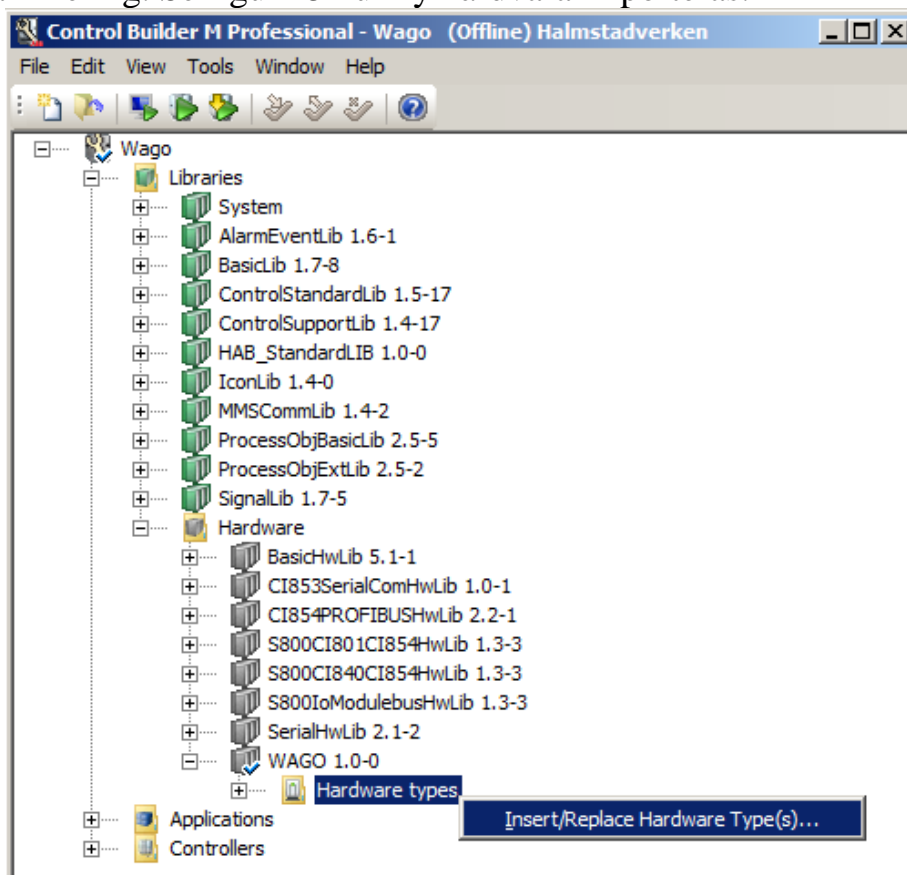 Control Builder M Professional - Wago (Offline) Halmstadverken
File Edit View Tools Window Help
Wago
Libraries
System
AlarmEventLib 1.6-1
BasicLib 1.7-8
ControlStandardLib 1.5-17
ControlSupportLib 1.4-17
HAB_StandardLIB 1.0-0
IconLib 1.4-0
MMSCommLib 1.4-2
ProcessObjBasicLib 2.5-5
ProcessObjExtLib 2.5-2
SignalLib 1.7-5
Hardware
BasicHwLib 5.1-1
CI853SerialComHwLib 1.0-1
CI854PROFIBUSHwLib 2.2-1
S800CI801CI854HwLib 1.3-3
S800CI840CI854HwLib 1.3-3
S800IoModulebusHwLib 1.3-3
SerialHwLib 2.1-2
WAGO 1.0-0
Hardware types
Insert/Replace Hardware Type(s)...
Applications
Controllers